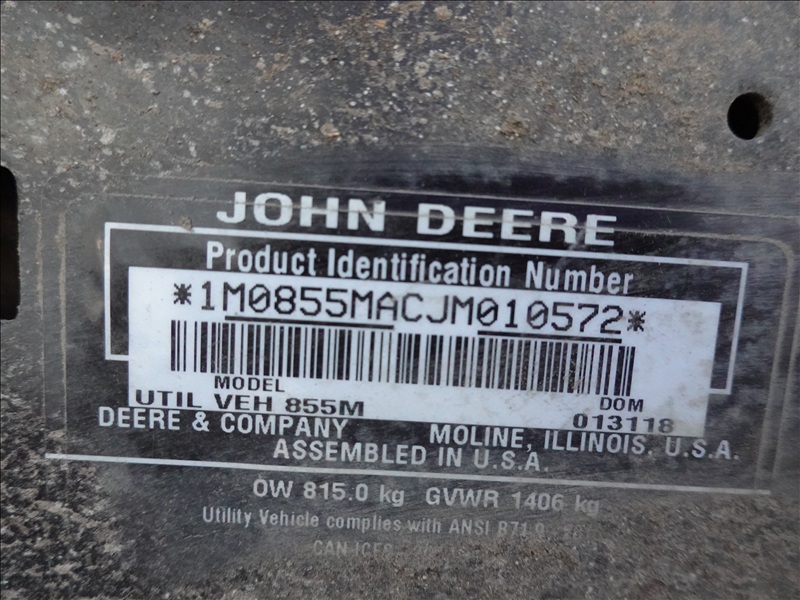 JOHN DEERE
Product Identification Number
*1M0855MACJM010572*
MODEL
UTIL VEH 855M
DOM
013118
DEERE & COMPANY MOLINE, ILLINOIS. U.S.A.
ASSEMBLED IN U.S.A.
OW 815.0 kg GVWR 1406 kg
Utility Vehicle complies with ANSI
CAN